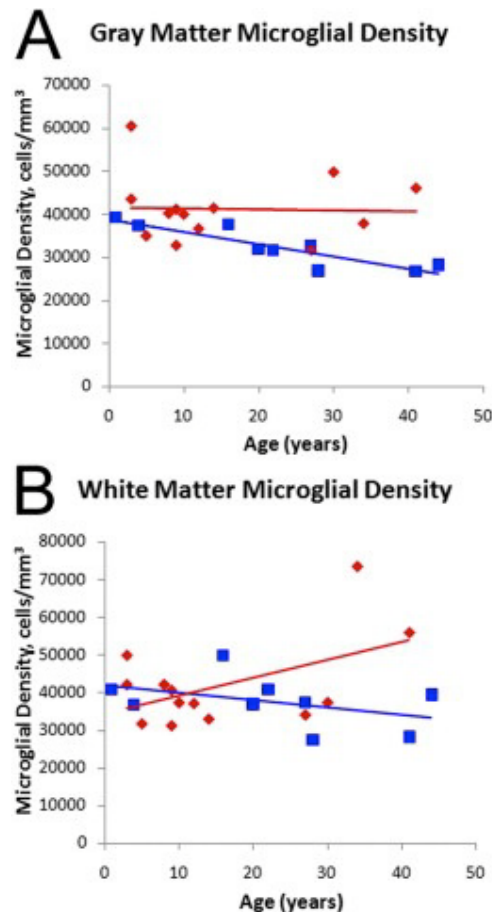 A
Gray Matter Microglial Density
Microglial Density, cells/mm³
70000
60000
50000
40000
30000
20000
10000
0
0 10 20 30 40 50
Age (years)
B
White Matter Microglial Density
Microglial Density, cells/mm³
80000
70000
60000
50000
40000
30000
20000
10000
0
0 10 20 30 40 50
Age (years)